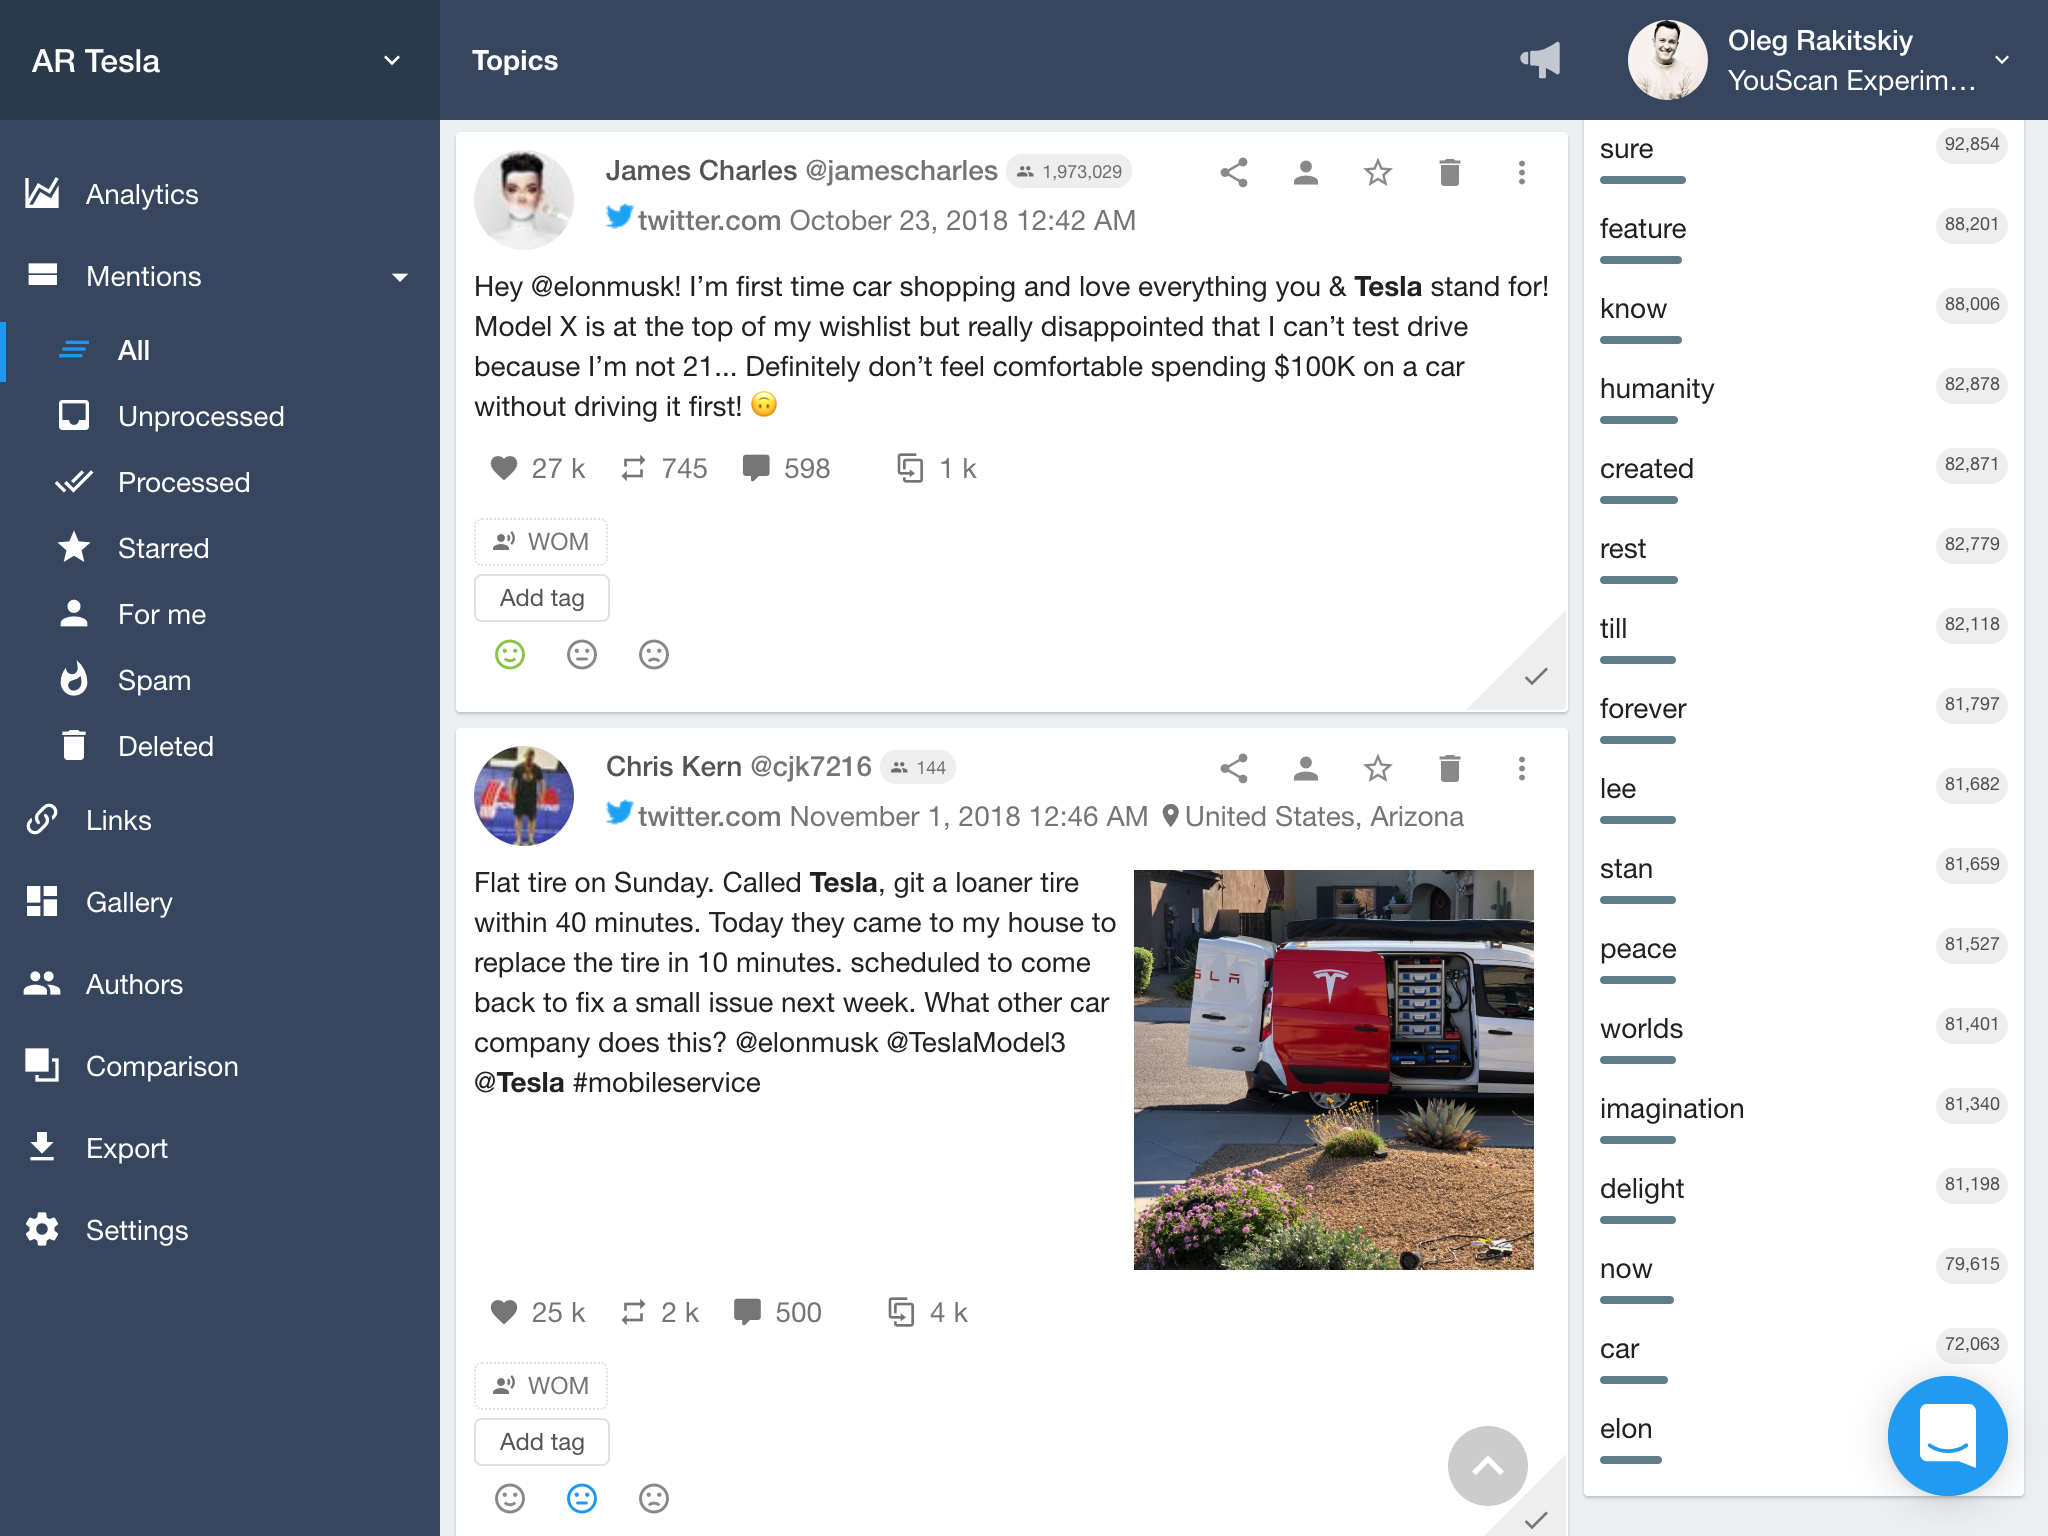 AR Tesla
Topics
Oleg Rakitskiy
YouScan Experim...
Analytics
Mentions
All
Unprocessed
Processed
Starred
For me
Spam
Deleted
Links
Gallery
Authors
Comparison
Export
Settings
James Charles @jamescharles 1,973,029
twitter.com October 23, 2018 12:42 AM
Hey @elonmusk! I’m first time car shopping and love everything you & Tesla stand for!
Model X is at the top of my wishlist but really disappointed that I can’t test drive
because I’m not 21... Definitely don’t feel comfortable spending $100K on a car
without driving it first! 🙃
27 k 745 598 1 k
WOM
Add tag
Chris Kern @cjk7216 144
twitter.com November 1, 2018 12:46 AM United States, Arizona
Flat tire on Sunday. Called Tesla, git a loaner tire
within 40 minutes. Today they came to my house to
replace the tire in 10 minutes. scheduled to come
back to fix a small issue next week. What other car
company does this? @elonmusk @TeslaModel3
@Tesla #mobileservice
SLA
25 k 2 k 500 4 k
WOM
Add tag
sure 92,854
feature 88,201
know 88,006
humanity 82,878
created 82,871
rest 82,779
till 82,118
forever 81,797
lee 81,682
stan 81,659
peace 81,527
worlds 81,401
imagination 81,340
delight 81,198
now 79,615
car 72,063
elon